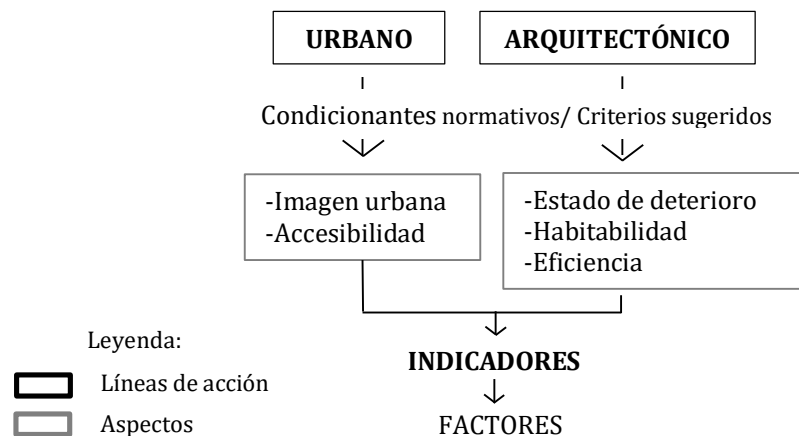 URBANO
ARQUITECTÓNICO
Condicionantes normativos/ Criterios sugeridos
-Imagen urbana
-Accesibilidad
-Estado de deterioro
-Habitabilidad
-Eficiencia
INDICADORES
FACTORES
Leyenda:
Líneas de acción
Aspectos